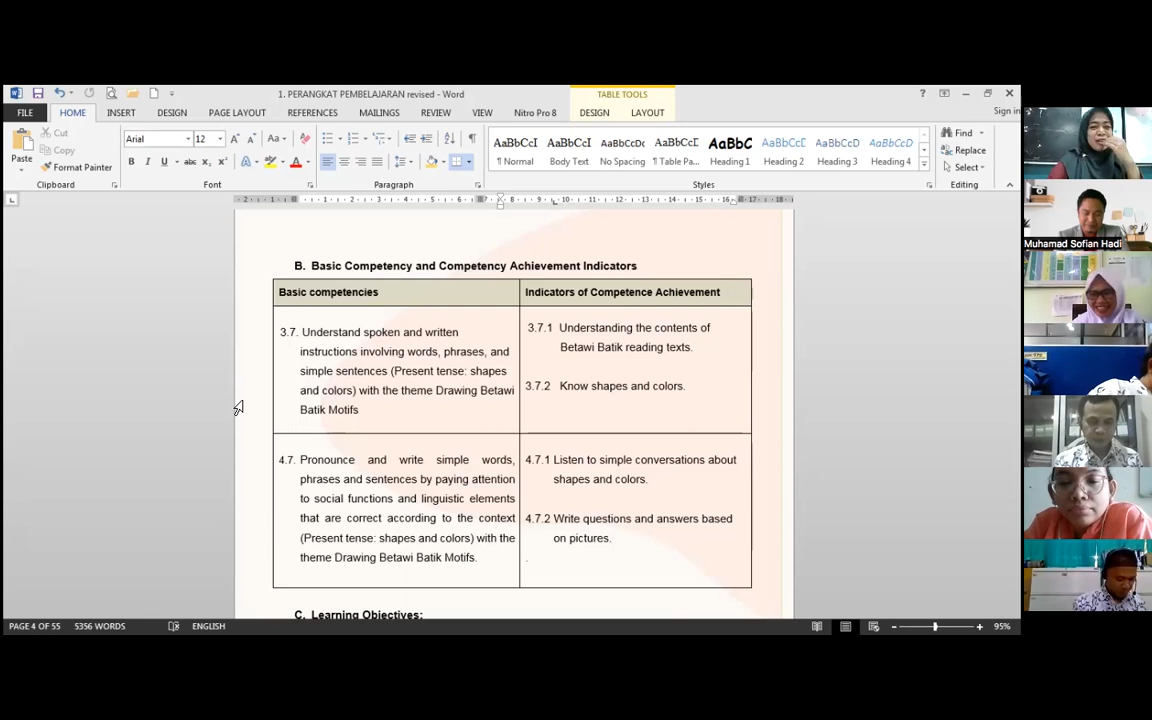 1. PERANGKAT PEMBELAJARAN revised - Word
TABLE TOOLS
Sign in
FILE HOME INSERT DESIGN PAGE LAYOUT REFERENCES MAILINGS REVIEW VIEW Nitro Pro 8 DESIGN LAYOUT
Paste
Cut
Copy
Format Painter
Arial 12
AaBbCcI AaBbCcI AaBbCcDc AaBbCcD AaBbC AaBbCcD AaBbCcD AaBbCcD
¶ Normal Body Text No Spacing ¶ Table Pa... Heading 1 Heading 2 Heading 3 Heading 4
Find
Replace
Select
Clipboard Font Paragraph Styles Editing
Muhamad Sofian Hadi
B. Basic Competency and Competency Achievement Indicators
Basic competencies
Indicators of Competence Achievement
3.7. Understand spoken and written
instructions involving words, phrases, and
simple sentences (Present tense: shapes
and colors) with the theme Drawing Betawi
Batik Motifs
3.7.1 Understanding the contents of
Betawi Batik reading texts.
3.7.2 Know shapes and colors.
4.7. Pronounce and write simple words,
phrases and sentences by paying attention
to social functions and linguistic elements
that are correct according to the context
(Present tense: shapes and colors) with the
theme Drawing Betawi Batik Motifs.
4.7.1 Listen to simple conversations about
shapes and colors.
4.7.2 Write questions and answers based
on pictures.
.
C. Learning Objectives:
PAGE 4 OF 55 5356 WORDS ENGLISH 95%